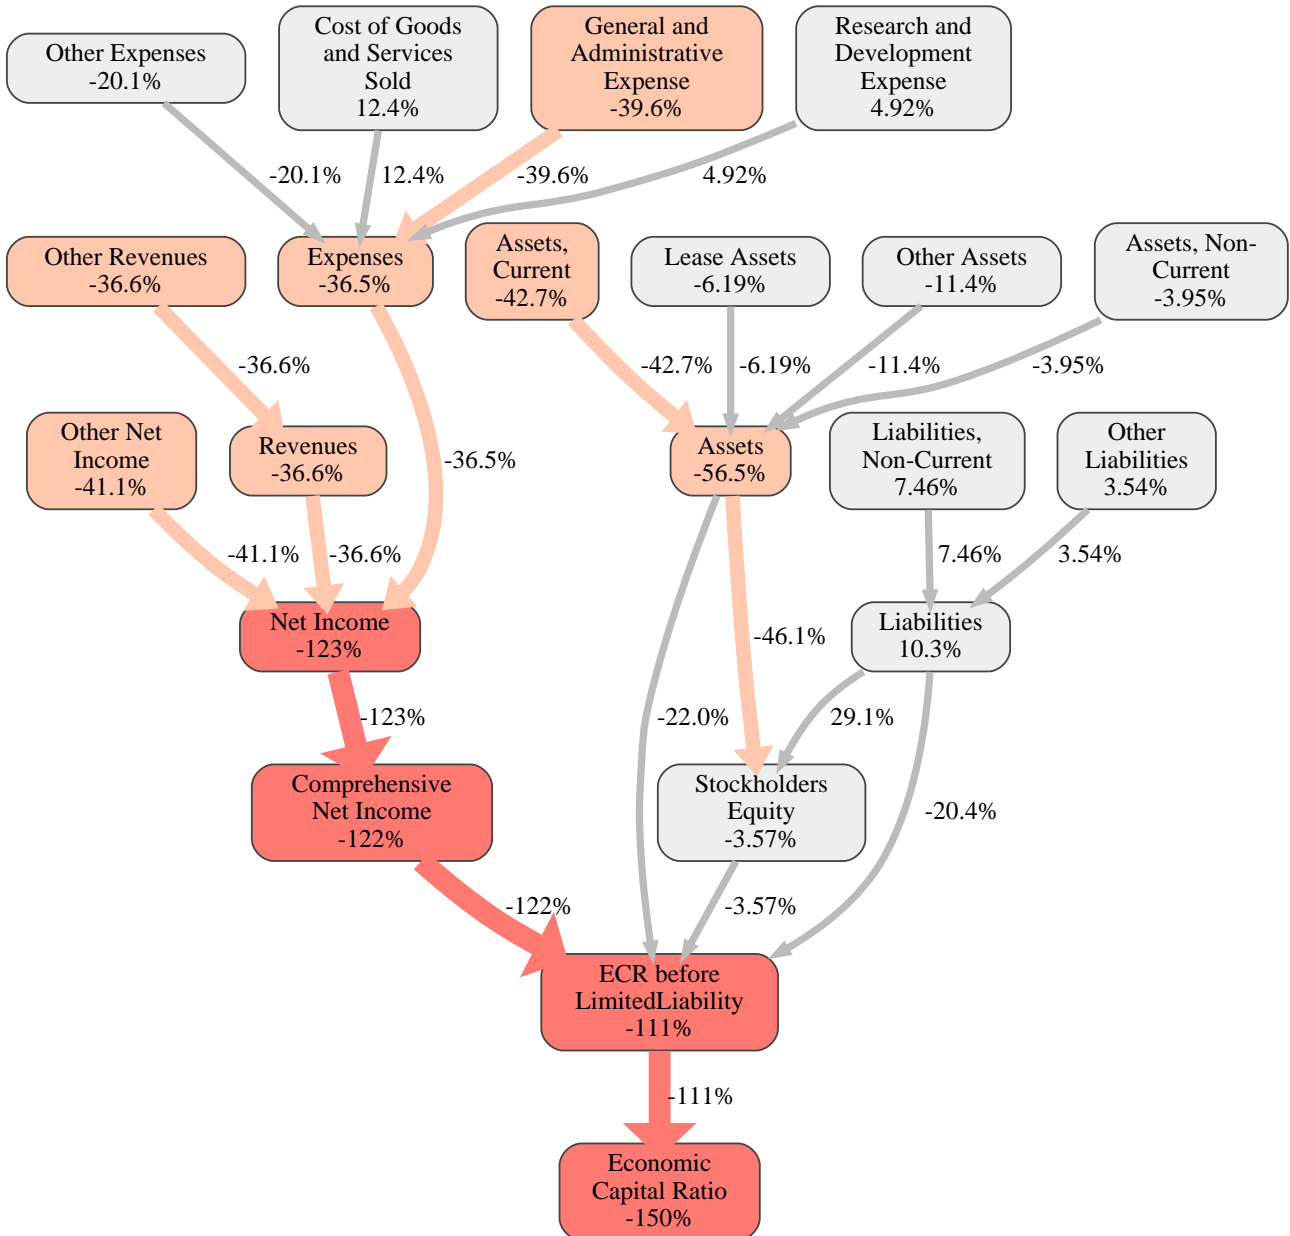 Other Expenses
-20.1%
Cost of Goods
and Services
Sold
12.4%
General and
Administrative
Expense
-39.6%
Research and
Development
Expense
4.92%
-20.1%
12.4%
-39.6%
4.92%
Other Revenues
-36.6%
Expenses
-36.5%
Assets,
Current
-42.7%
Lease Assets
-6.19%
Other Assets
-11.4%
Assets, Non-
Current
-3.95%
-36.6%
-42.7%
-6.19%
-11.4%
-3.95%
Other Net
Income
-41.1%
Revenues
-36.6%
-36.5%
Assets
-56.5%
Liabilities,
Non-Current
7.46%
Other
Liabilities
3.54%
-41.1%
-36.6%
7.46%
3.54%
Net Income
-123%
-46.1%
Liabilities
10.3%
-123%
-22.0%
29.1%
Comprehensive
Net Income
-122%
Stockholders
Equity
-3.57%
-20.4%
-122%
-3.57%
ECR before
LimitedLiability
-111%
-111%
Economic
Capital Ratio
-150%